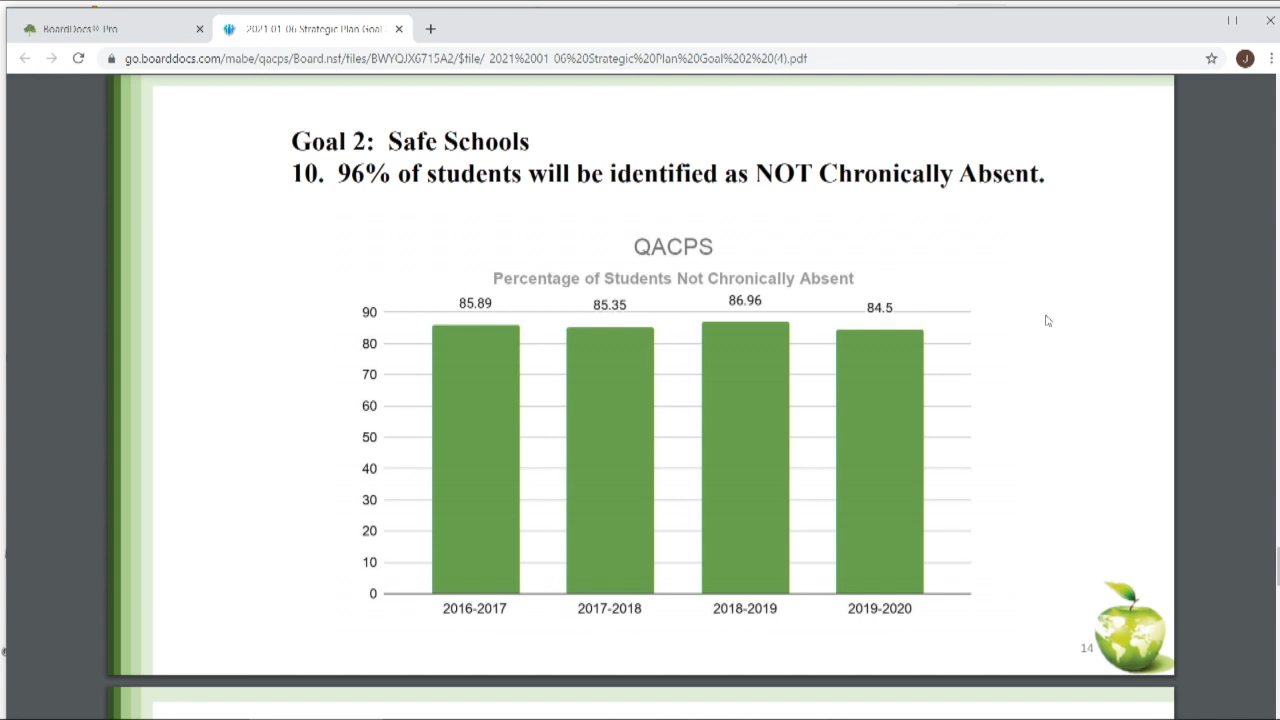 BoardDocs® Pro
2021 01 06 Strategic Plan Goal
go.boarddocs.com/mabe/qacps/Board.nsf/files/BWYQJX6715A2/$file/ 2021%2001 06%20Strategic%20Plan%20Goal%202%20(4).pdf
J
Goal 2: Safe Schools
10. 96% of students will be identified as NOT Chronically Absent.
QACPS
Percentage of Students Not Chronically Absent
85.89
85.35
86.96
84.5
90
80
70
60
50
40
30
20
10
0
2016-2017
2017-2018
2018-2019
2019-2020
14